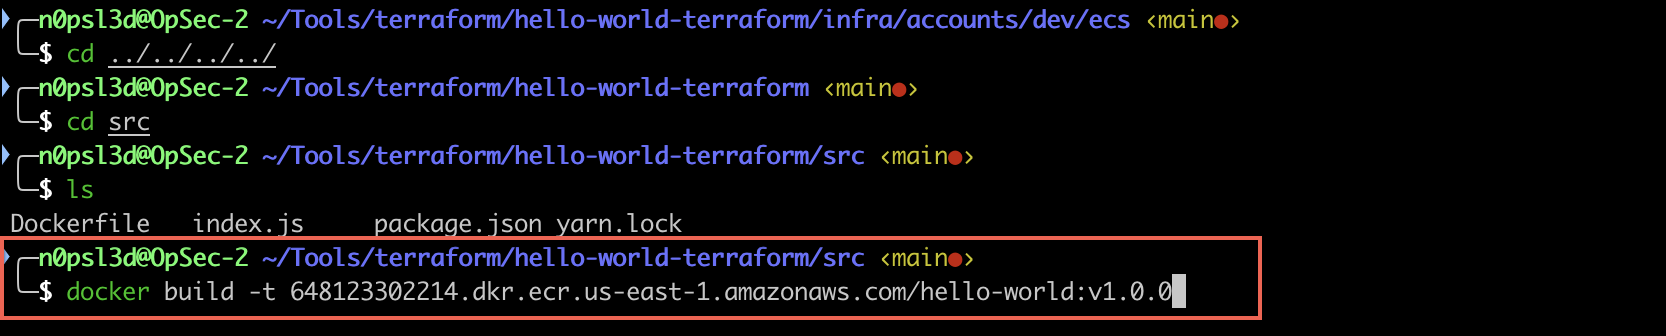 n0psl3d@OpSec-2 ~/Tools/terraform/hello-world-terraform/infra/accounts/dev/ecs ‹main●›
$ cd ../../../../
n0psl3d@OpSec-2 ~/Tools/terraform/hello-world-terraform ‹main●›
$ cd src
n0psl3d@OpSec-2 ~/Tools/terraform/hello-world-terraform/src ‹main●›
$ ls
Dockerfile index.js package.json yarn.lock
n0psl3d@OpSec-2 ~/Tools/terraform/hello-world-terraform/src ‹main●›
$ docker build -t 648123302214.dkr.ecr.us-east-1.amazonaws.com/hello-world:v1.0.0